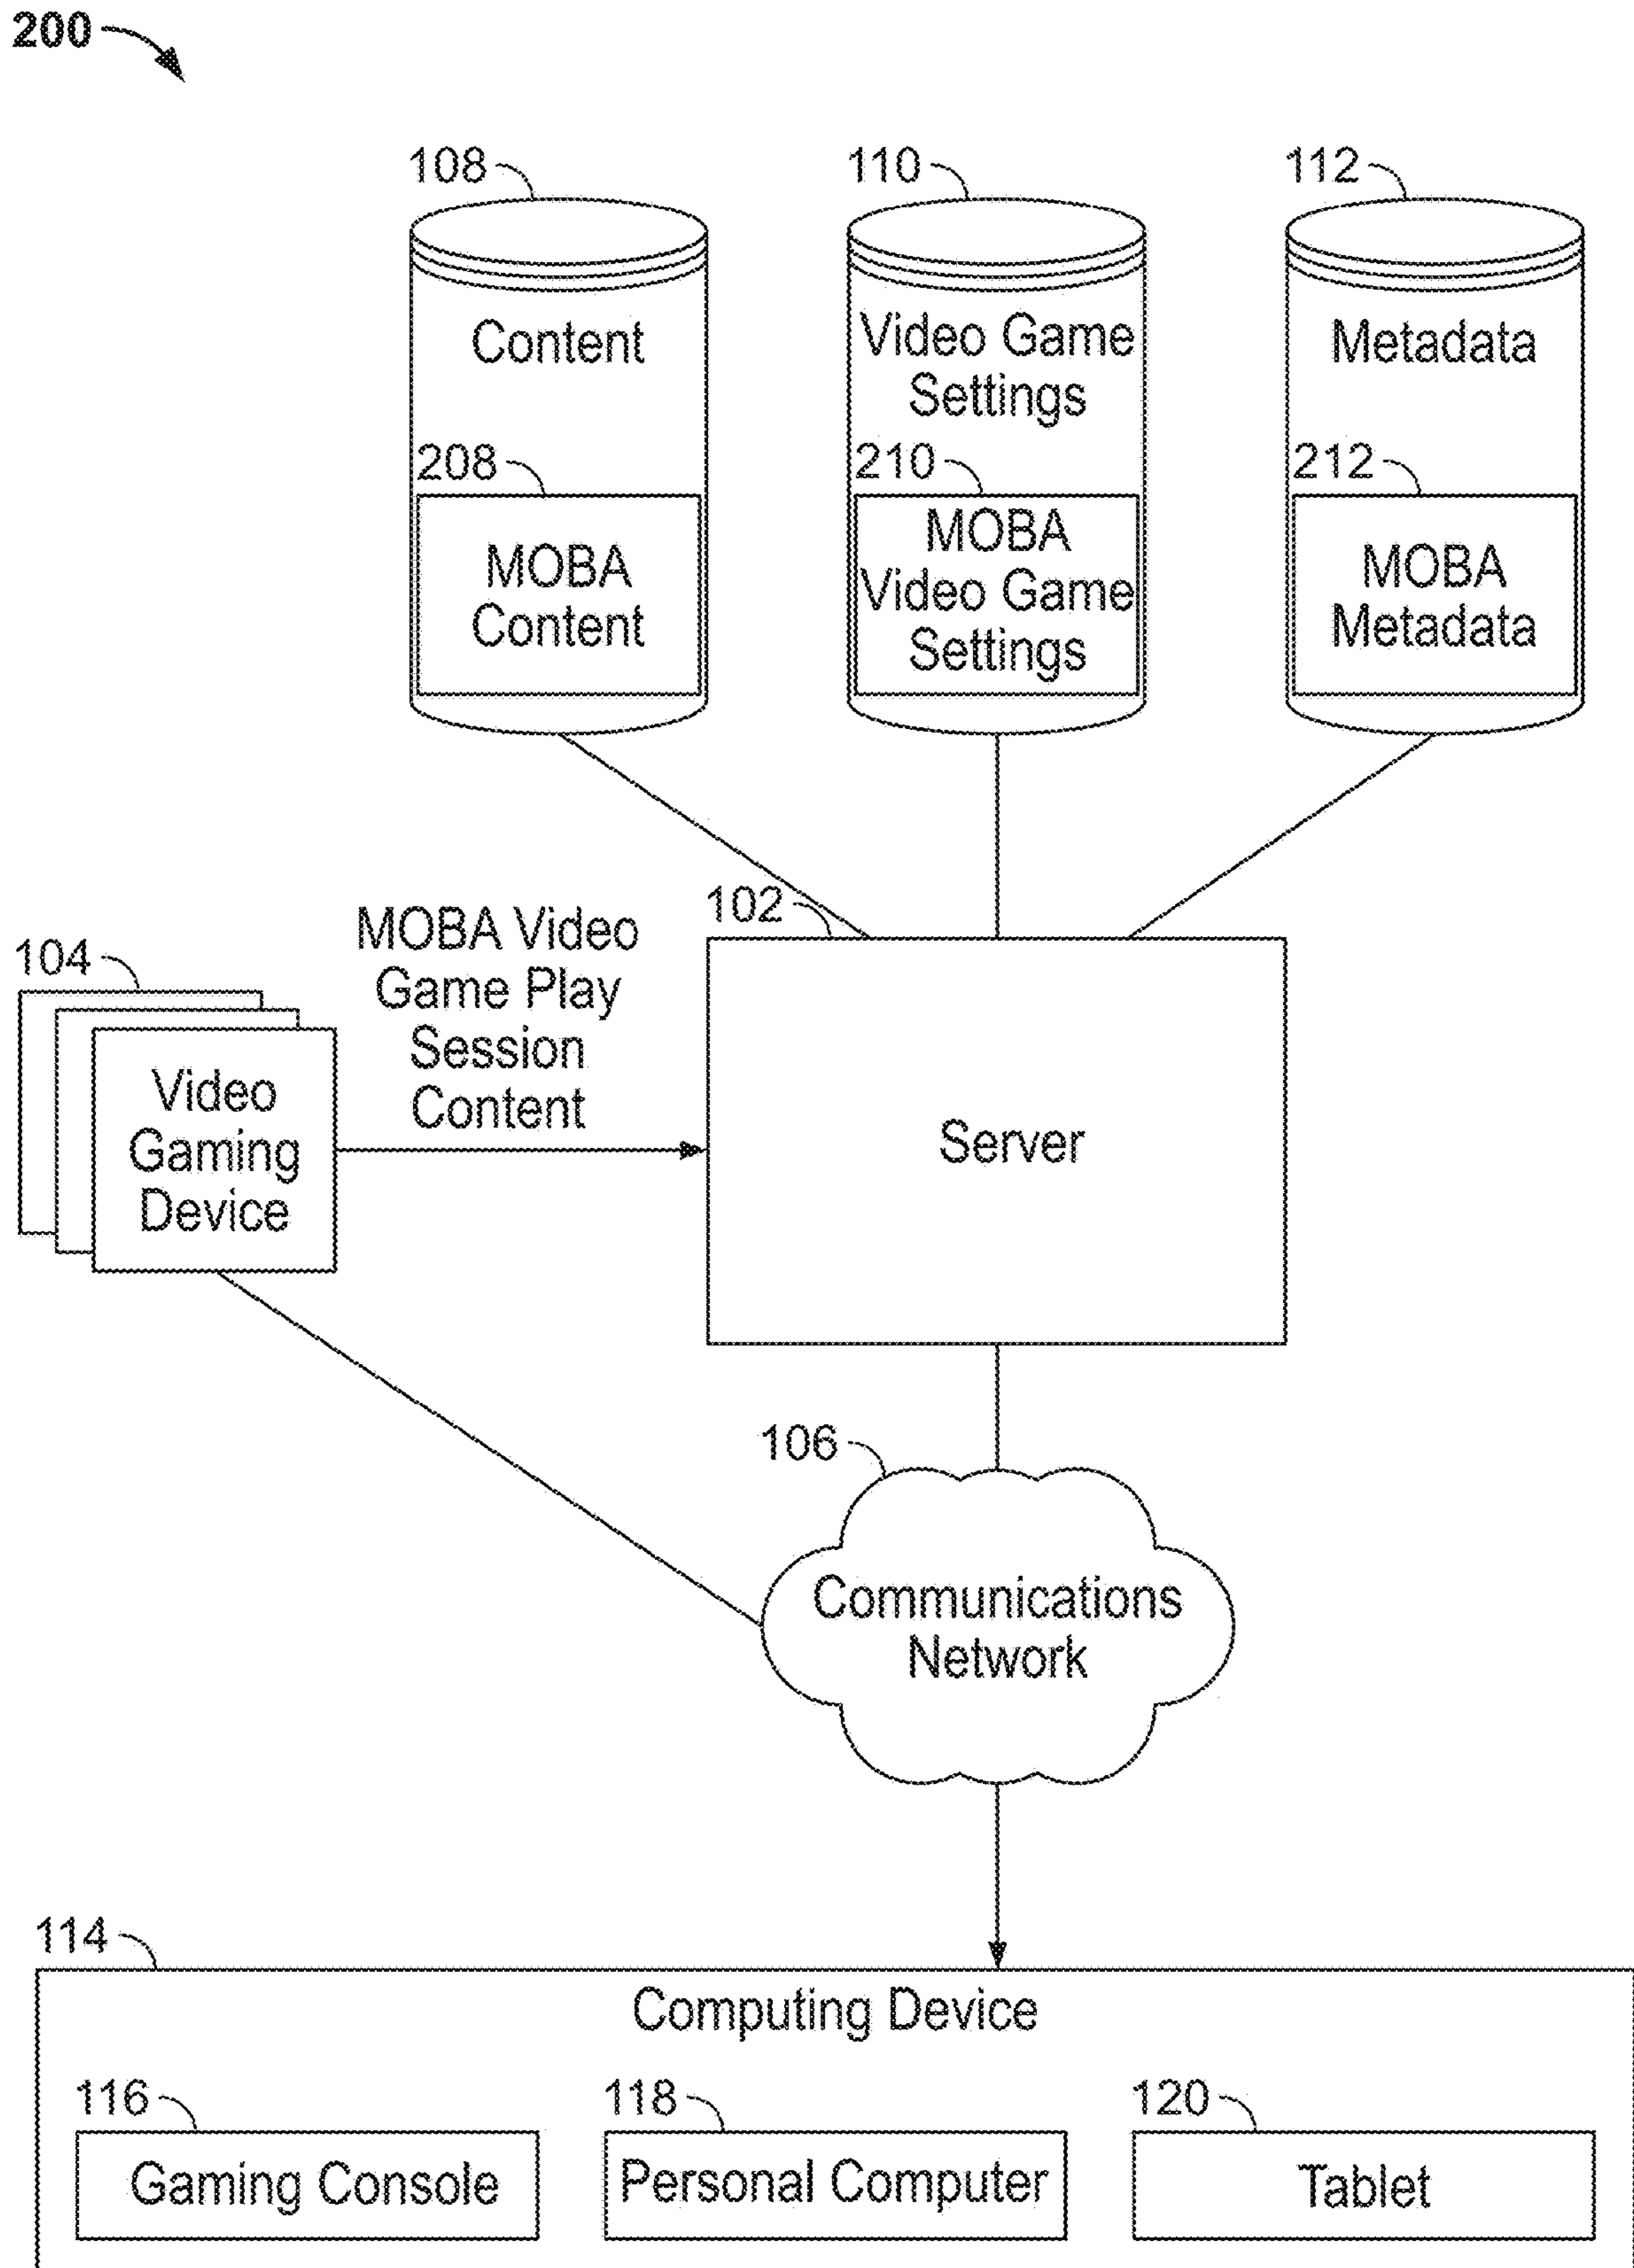 200
108
110
112
Content
Video Game
Settings
Metadata
208
210
212
MOBA
Content
MOBA
Video Game
Settings
MOBA
Metadata
102
104
MOBA Video
Game Play
Session
Content
Video
Gaming
Device
Server
106
Communications
Network
114
Computing Device
116
118
120
Gaming Console
Personal Computer
Tablet